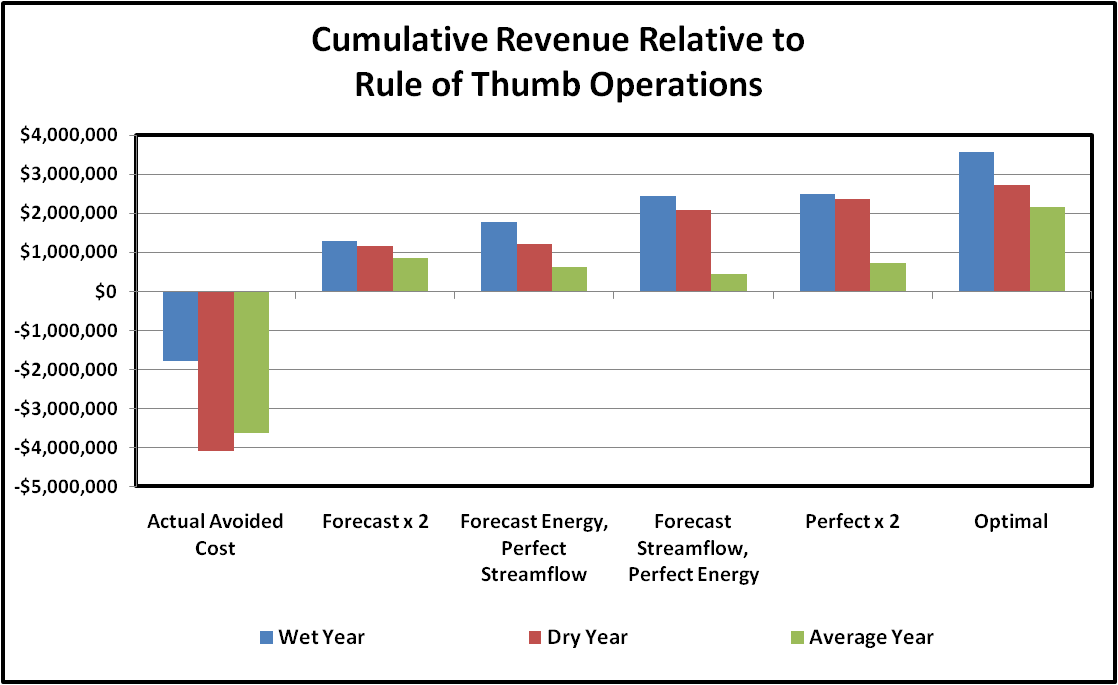 Cumulative Revenue Relative to
Rule of Thumb Operations
$4,000,000
$3,000,000
$2,000,000
$1,000,000
$0
-$1,000,000
-$2,000,000
-$3,000,000
-$4,000,000
-$5,000,000
Actual Avoided
Cost
Forecast x 2
Forecast Energy,
Perfect
Streamflow
Forecast
Streamflow,
Perfect Energy
Perfect x 2
Optimal
Wet Year
Dry Year
Average Year